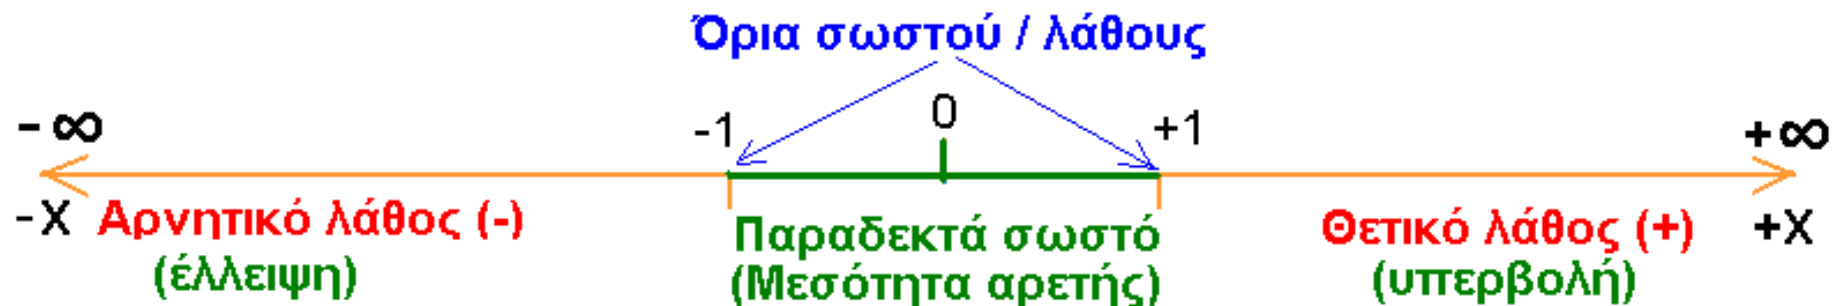 Όρια σωστού / λάθους
-∞ -1 0 +1 +∞
-X Αρνητικό λάθος (-) Παραδεκτά σωστό Θετικό λάθος (+) +X
(έλλειψη) (Μεσότητα αρετής) (υπερβολή)